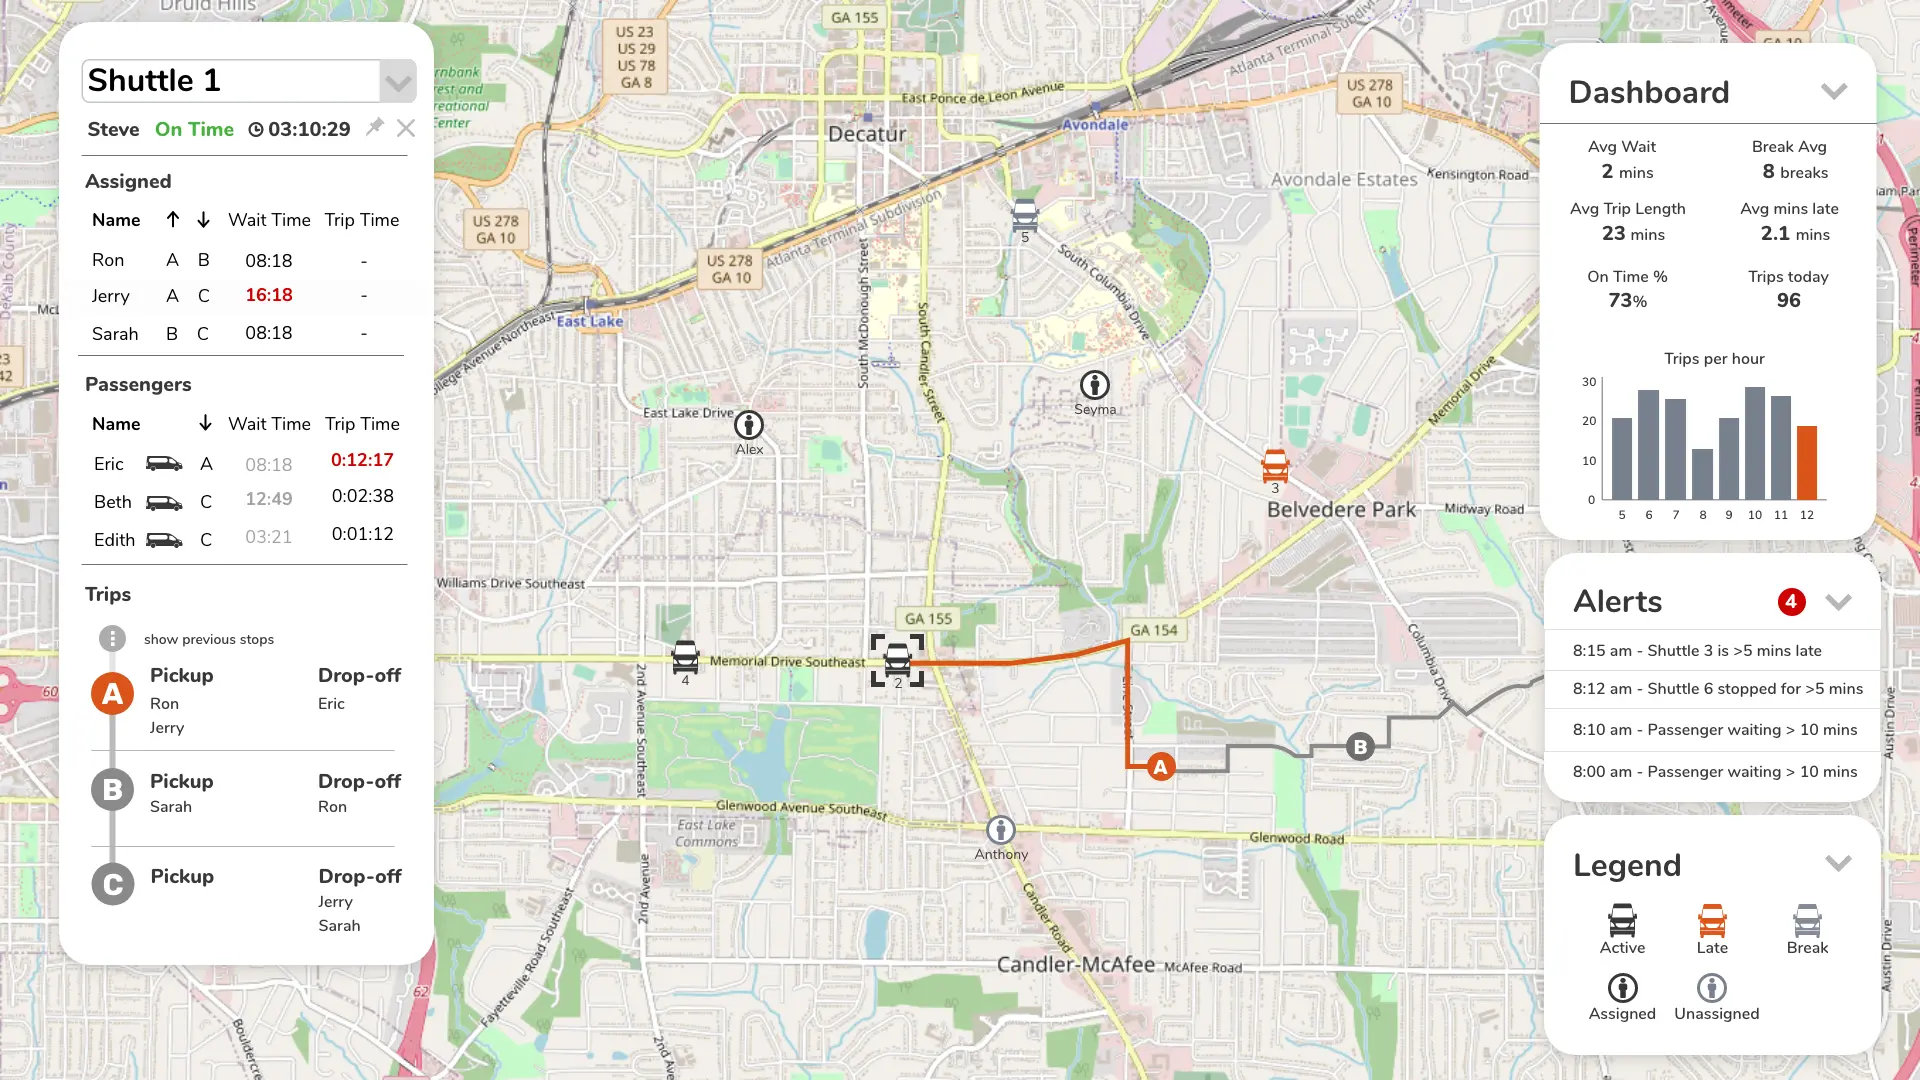 Shuttle 1
Steve On Time 03:10:29
Assigned
Name ↑ ↓ Wait Time Trip Time
Ron A B 08:18 -
Jerry A C 16:18 -
Sarah B C 08:18 -
Passengers
Name ↓ Wait Time Trip Time
Eric A 08:18 0:12:17
Beth C 12:49 0:02:38
Edith C 03:21 0:01:12
Trips
show previous stops
A Pickup Drop-off
Ron Eric
Jerry
B Pickup Drop-off
Sarah Ron
C Pickup Drop-off
Jerry
Sarah
Druid Hills
GA 155
US 23
US 29
US 78
GA 8
East Ponce de Leon Avenue
Atlanta Terminal Subdivi
US 278
GA 10
Decatur
Avondale
Avondale Estates
Kensington Road
US 278
GA 10
Atlanta Terminal Subdivision
US 278
GA 10
5
South Columbia Drive
East Lake
College Avenue Northeast
South McDonough Street
South Candler Street
DeKalb County
East Lake Drive
Alex
Seyma
Memorial Drive
3
Belvedere Park
Midway Road
Williams Drive Southeast
GA 155
GA 154
4
Memorial Drive Southeast
2
2nd Avenue Southeast
Columbia Drive
A
B
Glenwood Avenue Southeast
East Lake
Commons
Anthony
Glenwood Road
2nd Avenue
Fayetteville Road Southeast
Candler Road
Candler-McAfee
McAfee Road
62
60
Austin Drive
Austin Drive
Perimeter
Dashboard
Avg Wait Break Avg
2 mins 8 breaks
Avg Trip Length Avg mins late
23 mins 2.1 mins
On Time % Trips today
73% 96
Trips per hour
30
20
10
0
5 6 7 8 9 10 11 12
Alerts 4
8:15 am - Shuttle 3 is >5 mins late
8:12 am - Shuttle 6 stopped for >5 mins
8:10 am - Passenger waiting > 10 mins
8:00 am - Passenger waiting > 10 mins
Legend
Active Late Break
Assigned Unassigned